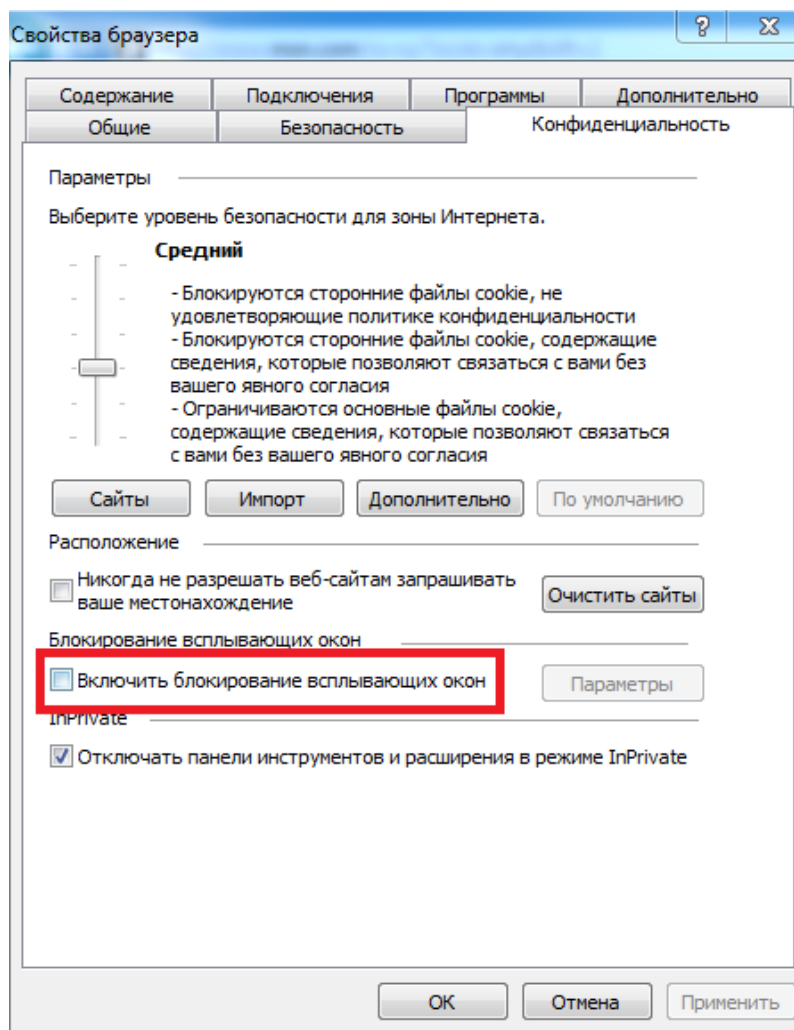 Свойства браузера
Содержание Подключения Программы Дополнительно
Общие Безопасность Конфиденциальность
Параметры
Выберите уровень безопасности для зоны Интернета.
Средний
- Блокируются сторонние файлы cookie, не
удовлетворяющие политике конфиденциальности
- Блокируются сторонние файлы cookie, содержащие
сведения, которые позволяют связаться с вами без
вашего явного согласия
- Ограничиваются основные файлы cookie,
содержащие сведения, которые позволяют связаться
с вами без вашего явного согласия
Сайты Импорт Дополнительно По умолчанию
Расположение
Никогда не разрешать веб-сайтам запрашивать
ваше местонахождение
Очистить сайты
Блокирование всплывающих окон
Включить блокирование всплывающих окон Параметры
InPrivate
Отключать панели инструментов и расширения в режиме InPrivate
ОК Отмена Применить